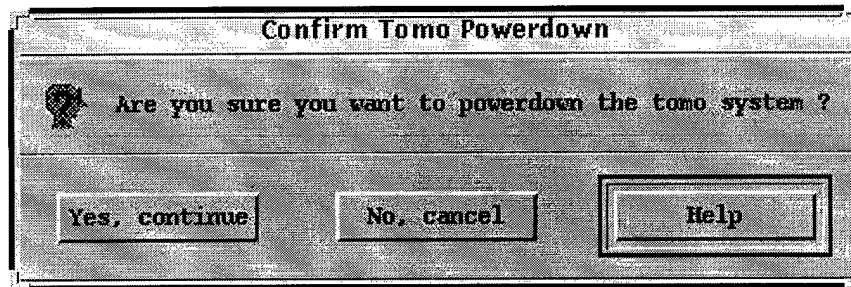 Confirm Tomo Powerdown
Are you sure you want to powerdown the tomo system ?
Yes, continue
No, cancel
Help